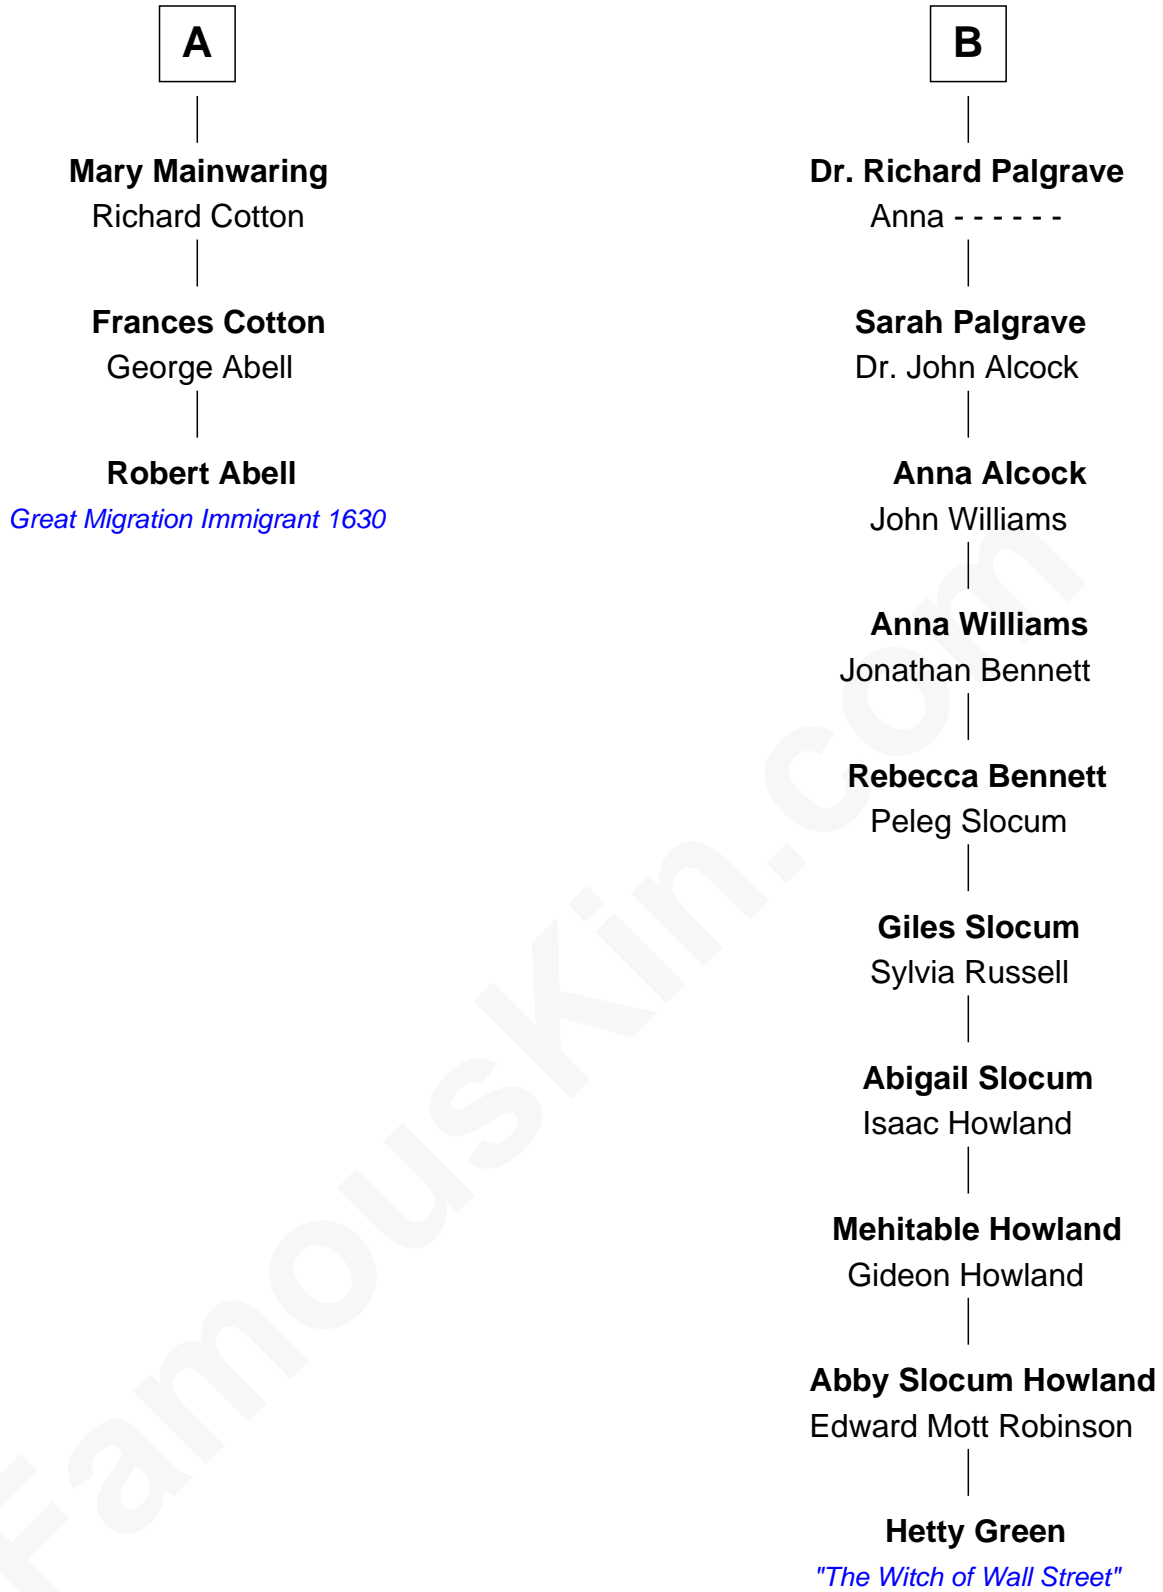 A
Mary Mainwaring
Richard Cotton
Frances Cotton
George Abell
Robert Abell
Great Migration Immigrant 1630
B
Dr. Richard Palgrave
Anna - - - - - -
Sarah Palgrave
Dr. John Alcock
Anna Alcock
John Williams
Anna Williams
Jonathan Bennett
Rebecca Bennett
Peleg Slocum
Giles Slocum
Sylvia Russell
Abigail Slocum
Isaac Howland
Mehitable Howland
Gideon Howland
Abby Slocum Howland
Edward Mott Robinson
Hetty Green
"The Witch of Wall Street"
FamousKin.com